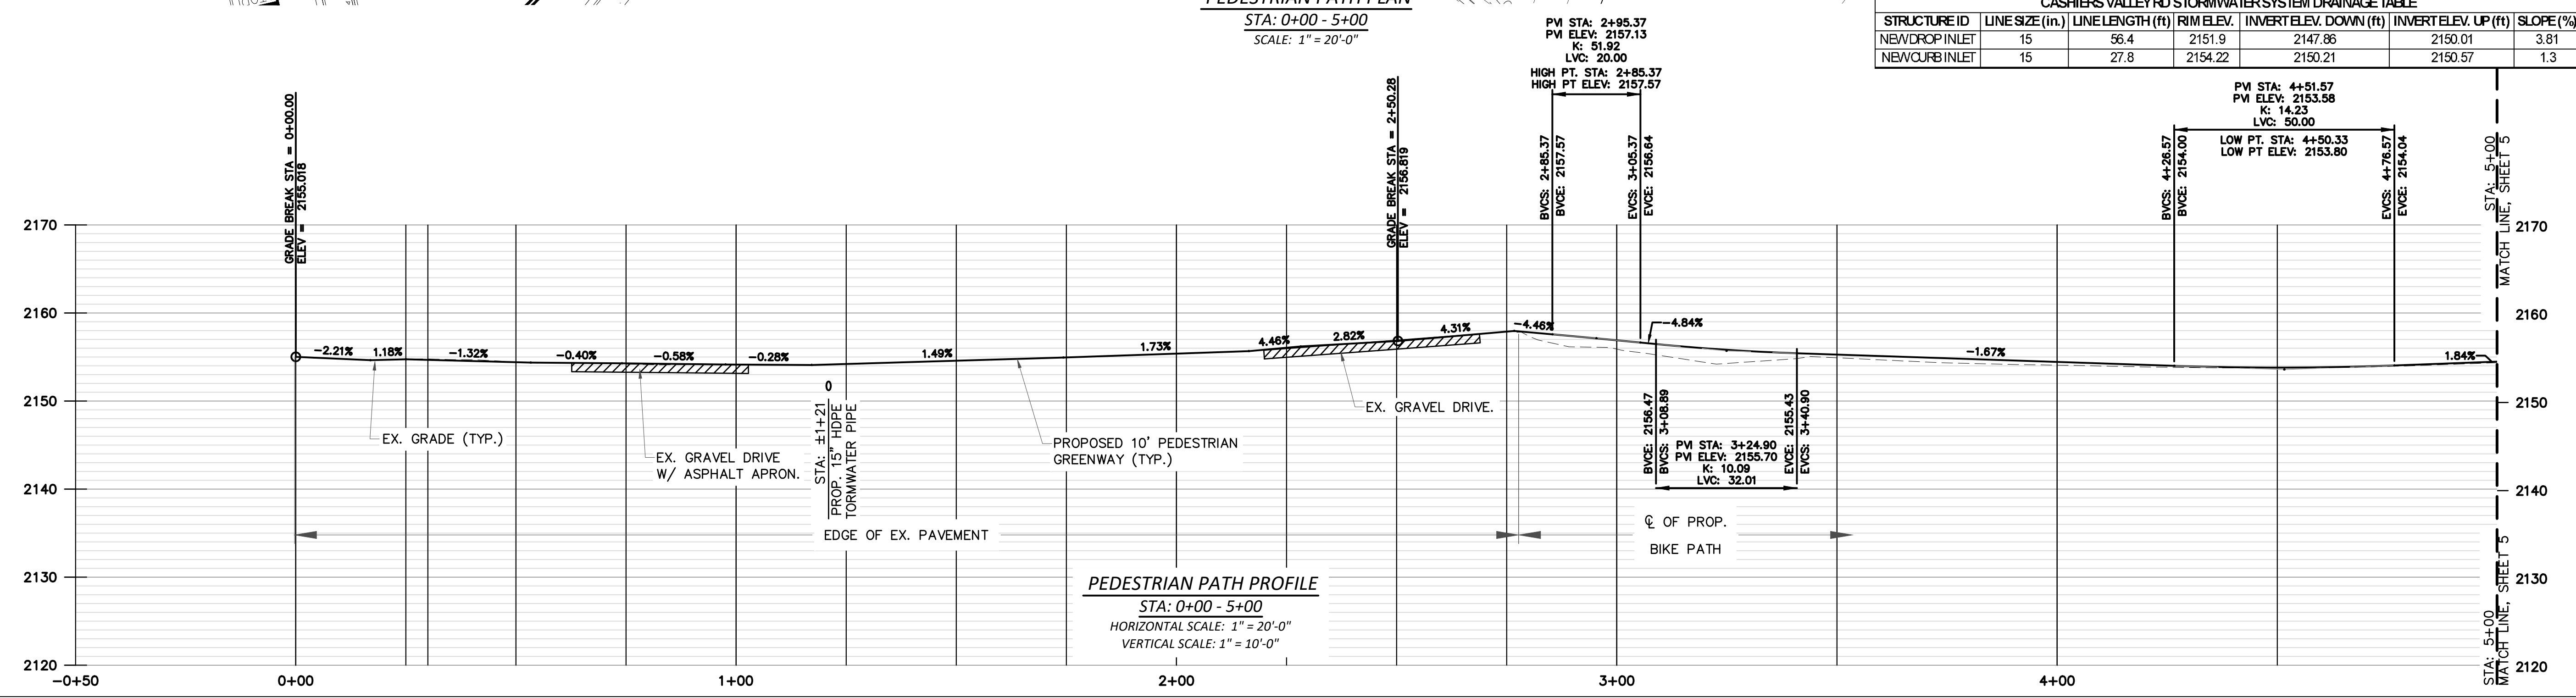 PEDESTRIAN PATH PLAN
STA: 0+00 - 5+00
SCALE: 1" = 20'-0"
CASHIERS VALLEY RD STORMWATER SYSTEM DRAINAGE TABLE
STRUCTURE ID LINE SIZE (in.) LINE LENGTH (ft) RIM ELEV. INVERT ELEV. DOWN (ft) INVERT ELEV. UP (ft) SLOPE (%)
NEW DROP INLET 15 56.4 2151.9 2147.86 2150.01 3.81
NEW CURB INLET 15 27.8 2154.22 2150.21 2150.57 1.3
GRADE BREAK STA = 0+00.00
ELEV = 2155.018
GRADE BREAK STA = 2+50.28
ELEV = 2156.819
PVI STA: 2+95.37
PVI ELEV: 2157.13
K: 51.92
LVC: 20.00
HIGH PT. STA: 2+85.37
HIGH PT ELEV: 2157.57
BVCS: 2+85.37
BVCE: 2157.57
EVCS: 3+05.37
EVCE: 2156.64
PVI STA: 4+51.57
PVI ELEV: 2153.58
K: 14.23
LVC: 50.00
LOW PT. STA: 4+50.33
LOW PT ELEV: 2153.80
BVCS: 4+26.57
BVCE: 2154.00
EVCS: 4+76.57
EVCE: 2154.04
STA: 5+00
MATCH LINE, SHEET 5
2170
2170
2160
2160
2150
2150
2140
2140
2130
2130
2120
2120
-2.21%
1.18%
-1.32%
-0.40%
-0.58%
-0.28%
1.49%
1.73%
4.46%
2.82%
4.31%
-4.46%
-4.84%
-1.67%
1.84%
EX. GRADE (TYP.)
EX. GRAVEL DRIVE
W/ ASPHALT APRON.
0
STA: ±1+21
PROP. 15" HDPE
TORMWATER PIPE
PROPOSED 10' PEDESTRIAN
GREENWAY (TYP.)
EX. GRAVEL DRIVE.
BVCE: 2156.47
BVCS: 3+08.89
PVI STA: 3+24.90
PVI ELEV: 2155.70
K: 10.09
LVC: 32.01
EVCE: 2155.43
EVCS: 3+40.90
EDGE OF EX. PAVEMENT
℄ OF PROP.
BIKE PATH
PEDESTRIAN PATH PROFILE
STA: 0+00 - 5+00
HORIZONTAL SCALE: 1" = 20'-0"
VERTICAL SCALE: 1" = 10'-0"
STA: 5+00
MATCH LINE, SHEET 5
-0+50
0+00
1+00
2+00
3+00
4+00